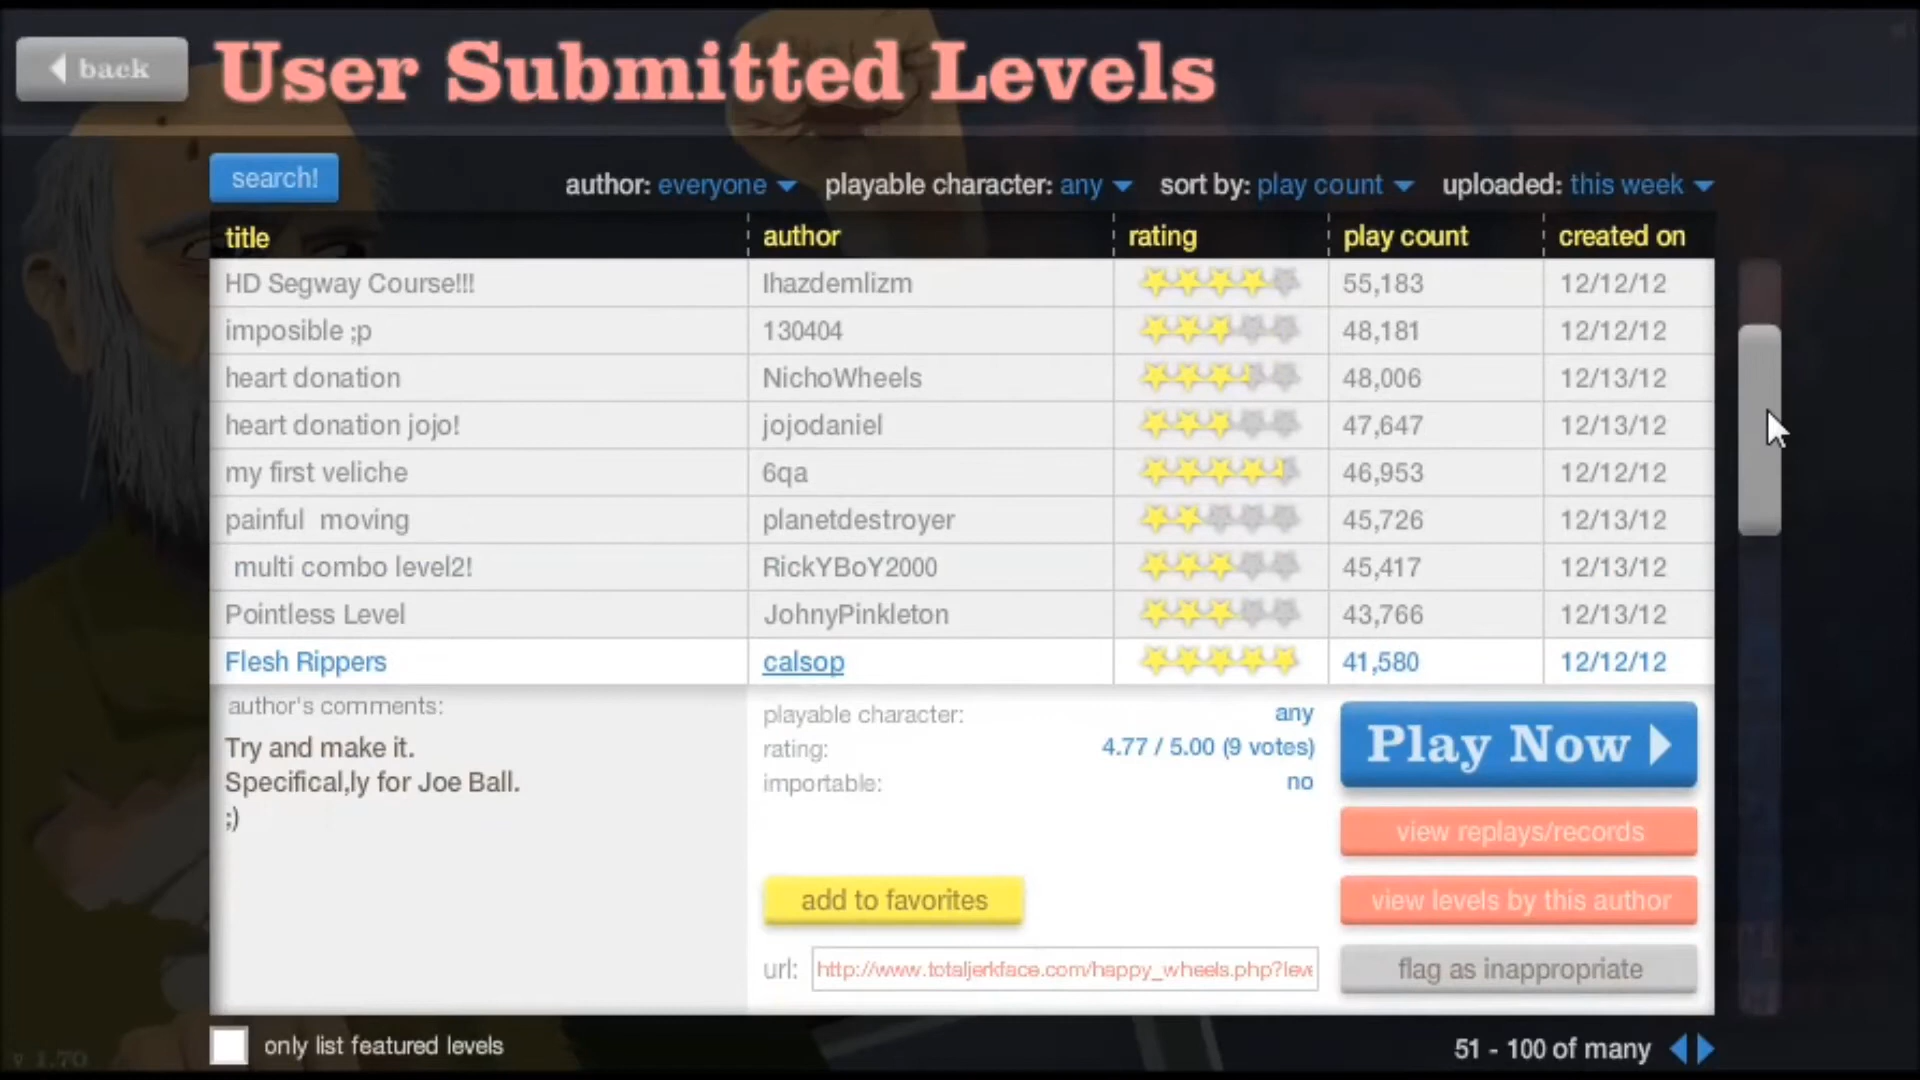 back
User Submitted Levels
search!
author: everyone playable character: any sort by: play count uploaded: this week
title author rating play count created on
HD Segway Course!!! Ihazdemlizm 55,183 12/12/12
imposible ;p 130404 48,181 12/12/12
heart donation NichoWheels 48,006 12/13/12
heart donation jojo! jojodaniel 47,647 12/13/12
my first veliche 6qa 46,953 12/12/12
painful  moving planetdestroyer 45,726 12/13/12
multi combo level2! RickYBoY2000 45,417 12/13/12
Pointless Level JohnyPinkleton 43,766 12/13/12
Flesh Rippers calsop 41,580 12/12/12
author's comments:
Try and make it.
Specifical,ly for Joe Ball.
;)
playable character: any
rating: 4.77 / 5.00 (9 votes)
importable: no
add to favorites
url: http://www.totaljerkface.com/happy_wheels.php?leve
Play Now
view replays/records
view levels by this author
flag as inappropriate
only list featured levels
51 - 100 of many
v 1.70